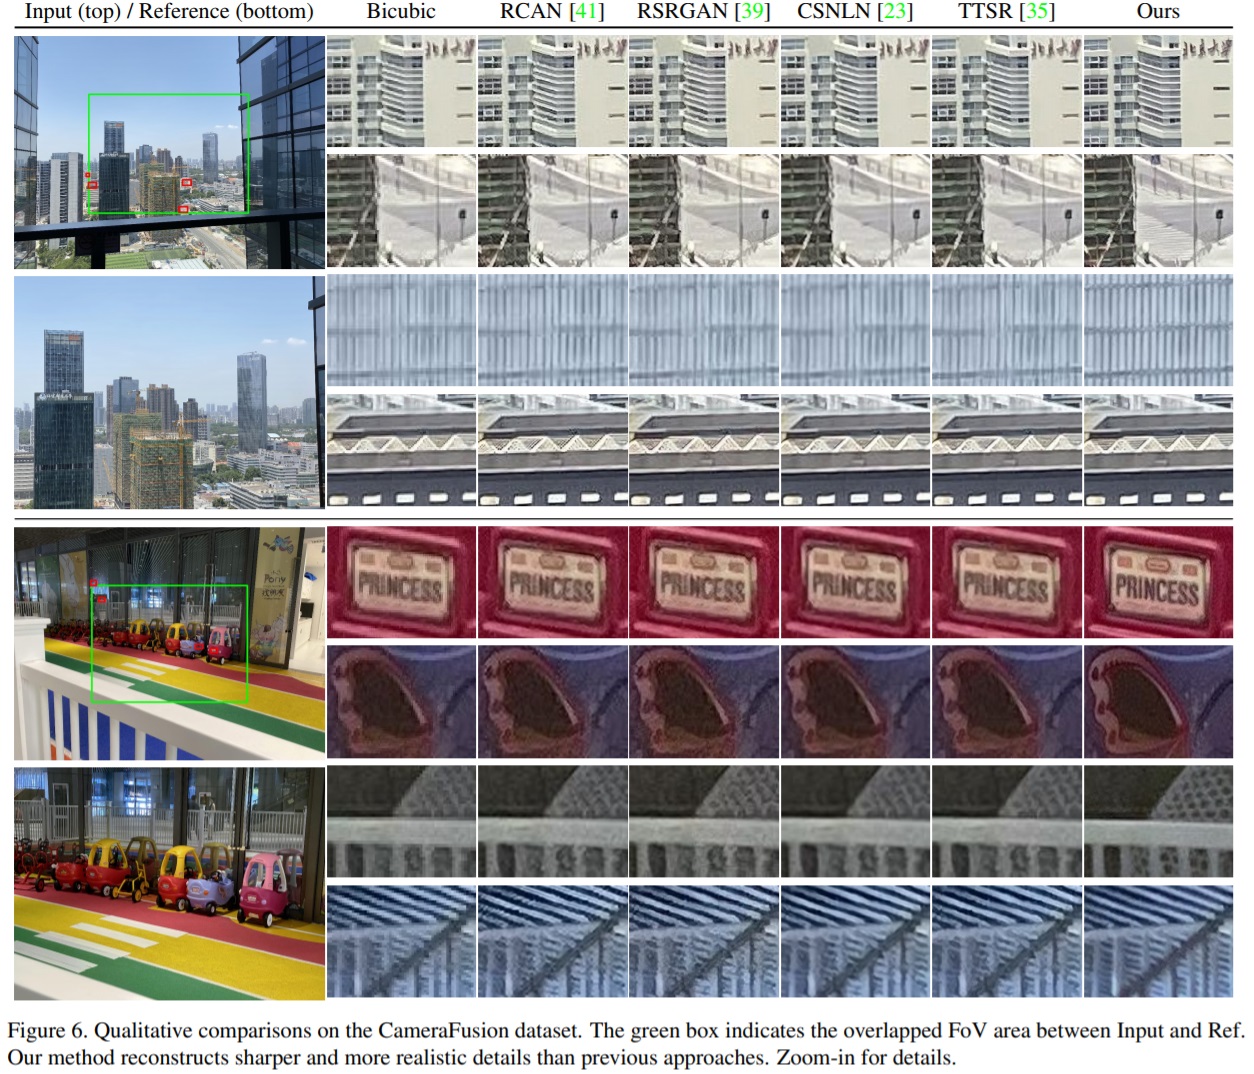 Input (top) / Reference (bottom) Bicubic RCAN [41] RSRGAN [39] CSNLN [23] TTSR [35] Ours
Pony
PRINCESS PRINCESS PRINCESS PRINCESS PRINCESS PRINCESS
Figure 6. Qualitative comparisons on the CameraFusion dataset. The green box indicates the overlapped FoV area between Input and Ref.
Our method reconstructs sharper and more realistic details than previous approaches. Zoom-in for details.